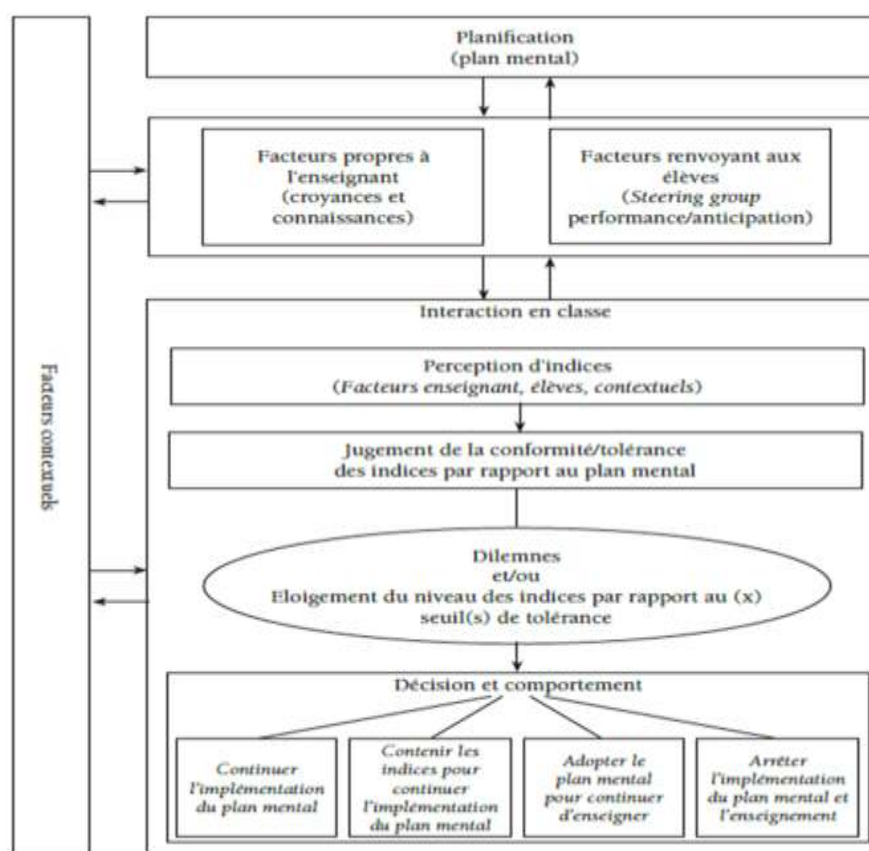 Planification
(plan mental)
Facteurs propres à
l'enseignant
(croyances et
connaissances)
Facteurs renvoyant aux
élèves
(Steering group
performance/anticipation)
Facteurs contextuels
Interaction en classe
Perception d'indices
(Facteurs enseignant, élèves, contextuels)
Jugement de la conformité/tolérance
des indices par rapport au plan mental
Dilemnes
et/ou
Eloigement du niveau des indices par rapport au (x)
seuil(s) de tolérance
Décision et comportement
Continuer
l'implémentation
du plan mental
Contenir les
indices pour
continuer
l'implémentation
du plan mental
Adopter le
plan mental
pour continuer
d'enseigner
Arrêter
l'implémentation
du plan mental et
l'enseignement